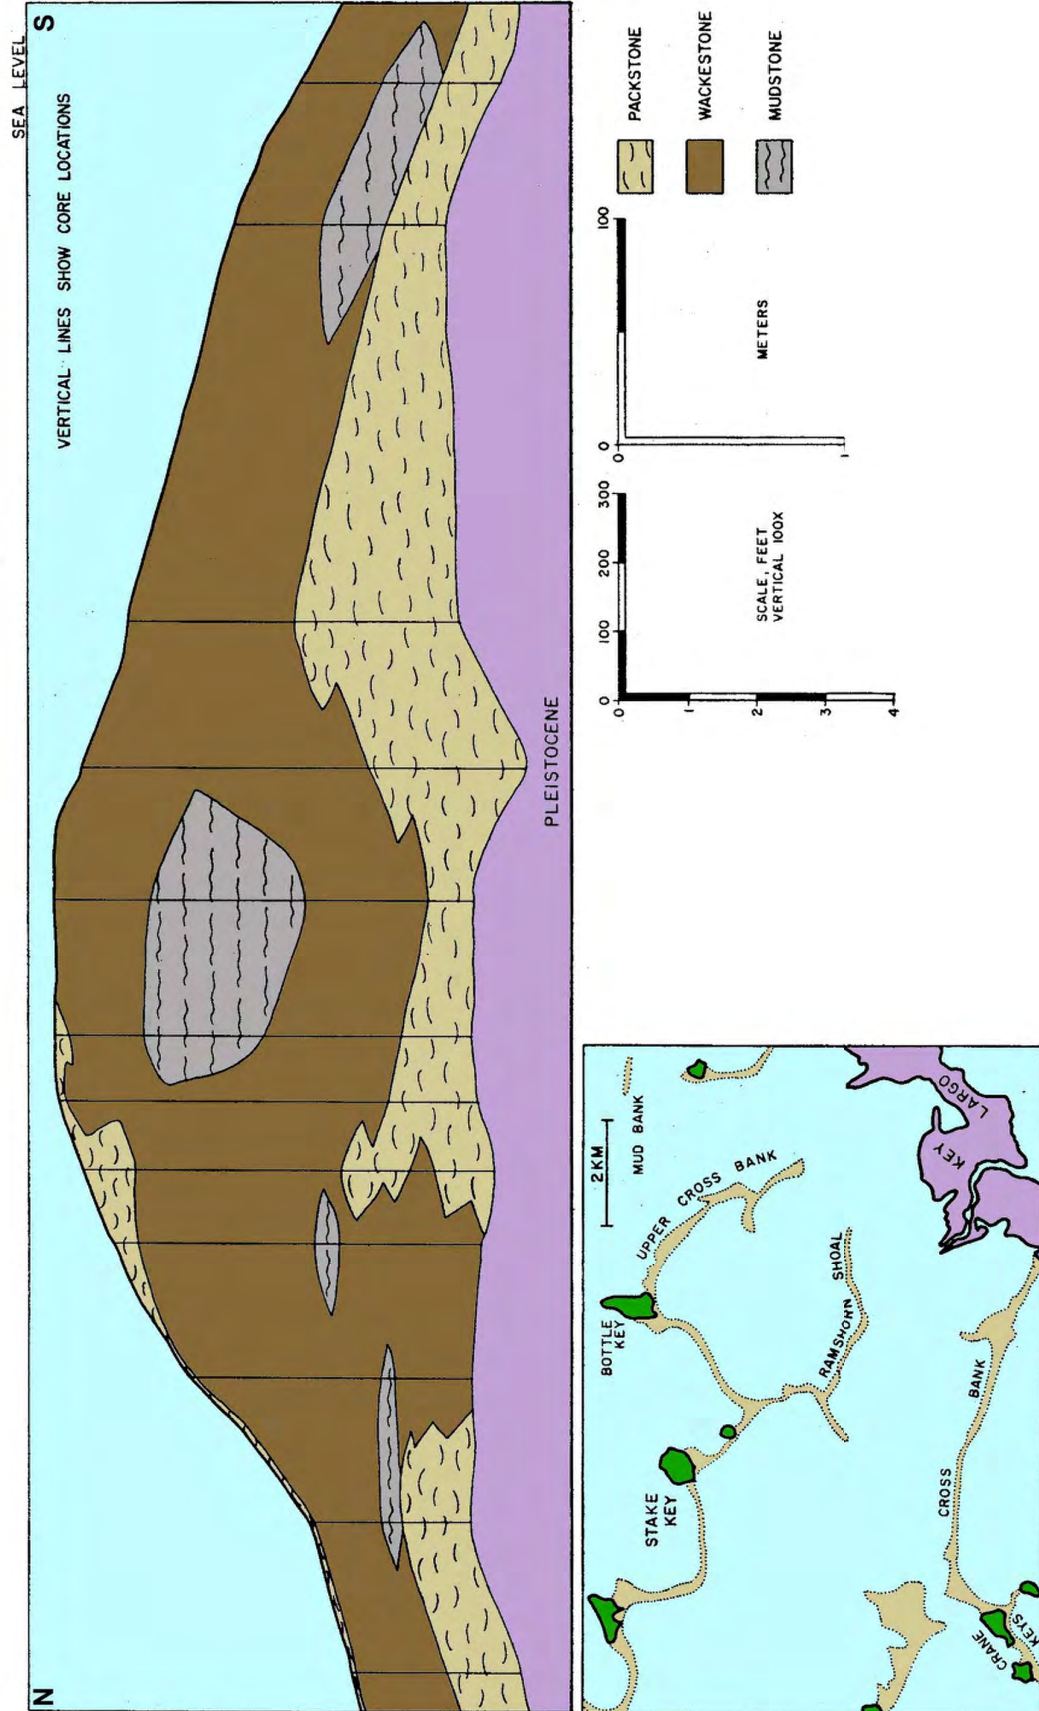 N
S
SEA LEVEL
VERTICAL LINES SHOW CORE LOCATIONS
PLEISTOCENE
0 100 200 300
0
1
2
3
4
SCALE, FEET
VERTICAL 100X
0 100
0
1
METERS
PACKSTONE
WACKESTONE
MUDSTONE
2KM
MUD BANK
BOTTLE
KEY
UPPER CROSS BANK
STAKE
KEY
RAMSHORN SHOAL
CROSS BANK
CRANE
KEYS
KEY LARGO